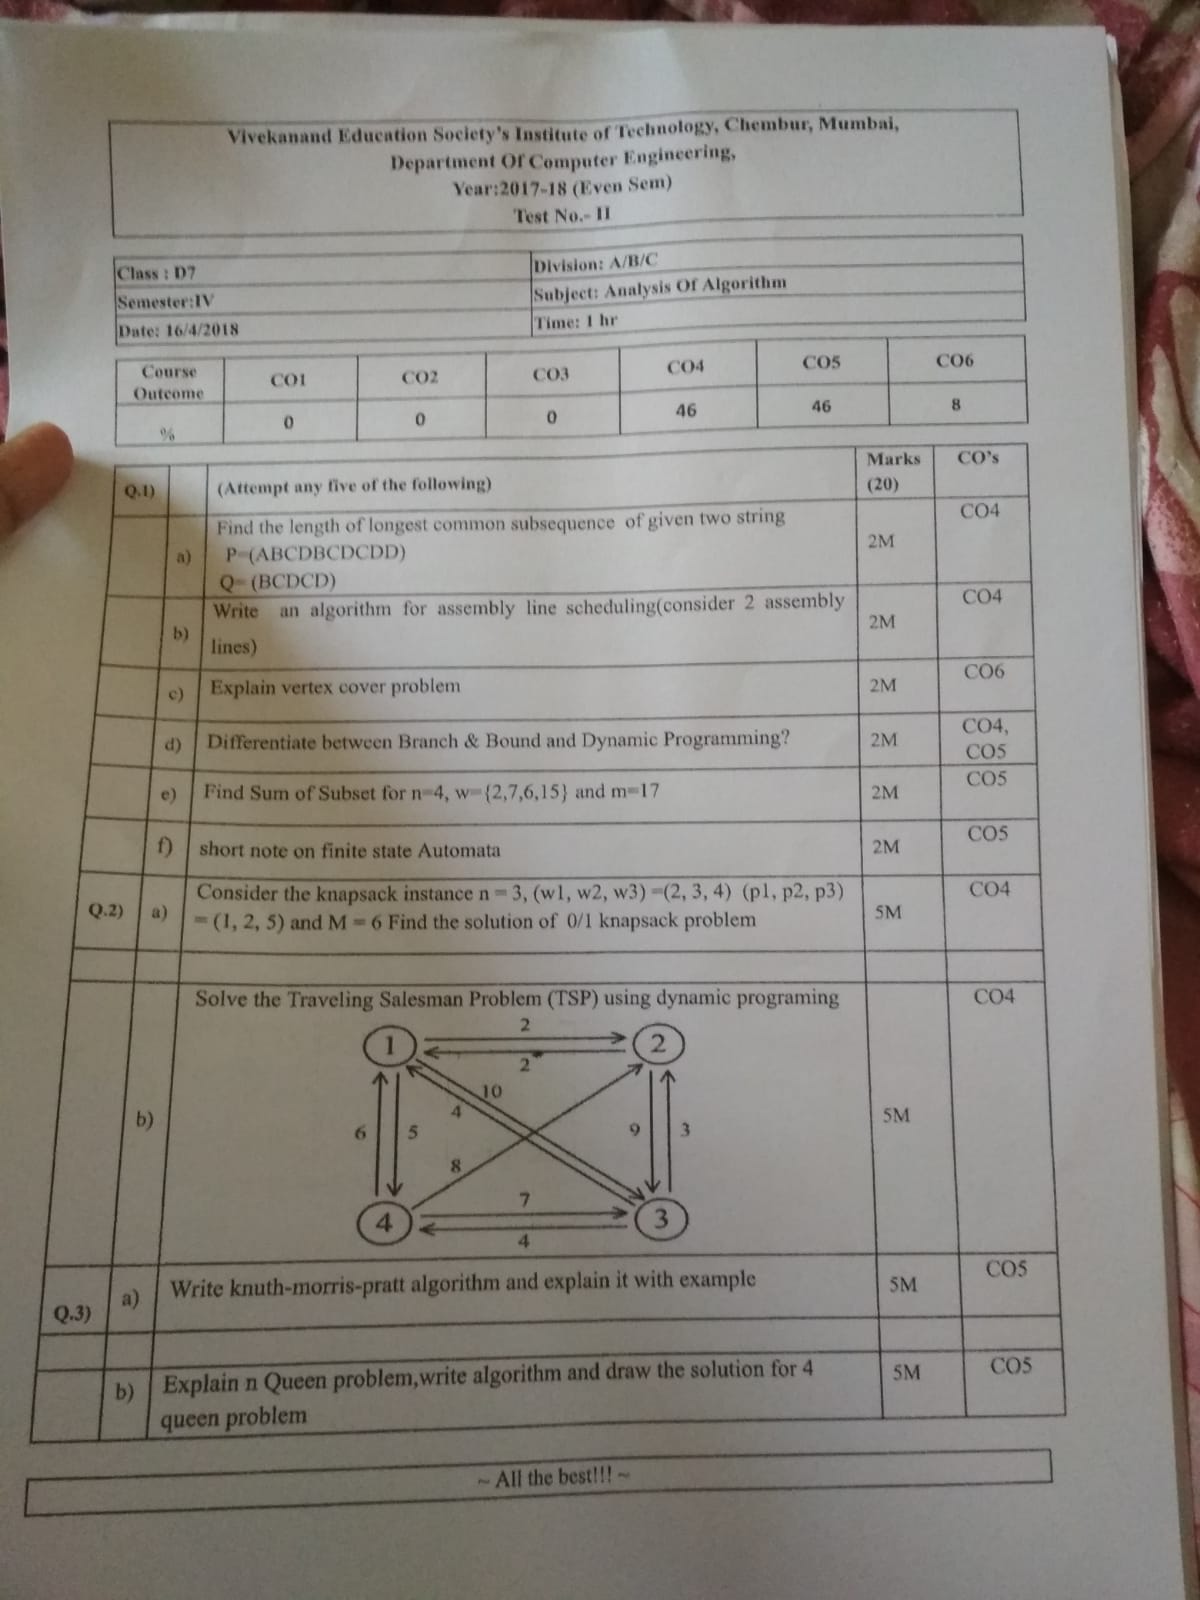 Vivekanand Education Society's Institute of Technology, Chembur, Mumbai,
Department Of Computer Engineering,
Year:2017-18 (Even Sem)
Test No.- II
Class : D7
Division: A/B/C
Semester:IV
Subject: Analysis Of Algorithm
Date: 16/4/2018
Time: 1 hr
Course Outcome CO1 CO2 CO3 CO4 CO5 CO6
% 0 0 0 46 46 8
Q.1) (Attempt any five of the following) Marks (20) CO's
a) Find the length of longest common subsequence of given two string 2M CO4
P=(ABCDBCDCDD)
Q= (BCDCD)
b) Write an algorithm for assembly line scheduling(consider 2 assembly 2M CO4
lines)
c) Explain vertex cover problem 2M CO6
d) Differentiate between Branch & Bound and Dynamic Programming? 2M CO4, CO5
e) Find Sum of Subset for n=4, w={2,7,6,15} and m=17 2M CO5
f) short note on finite state Automata 2M CO5
Q.2) a) Consider the knapsack instance n = 3, (w1, w2, w3) =(2, 3, 4) (p1, p2, p3) 5M CO4
= (1, 2, 5) and M = 6 Find the solution of 0/1 knapsack problem
b) Solve the Traveling Salesman Problem (TSP) using dynamic programing 5M CO4
2
1 2
2
10
4
6 5 9 3
8
7
4 3
4
Q.3) a) Write knuth-morris-pratt algorithm and explain it with example 5M CO5
b) Explain n Queen problem,write algorithm and draw the solution for 4 5M CO5
queen problem
~ All the best!!! ~